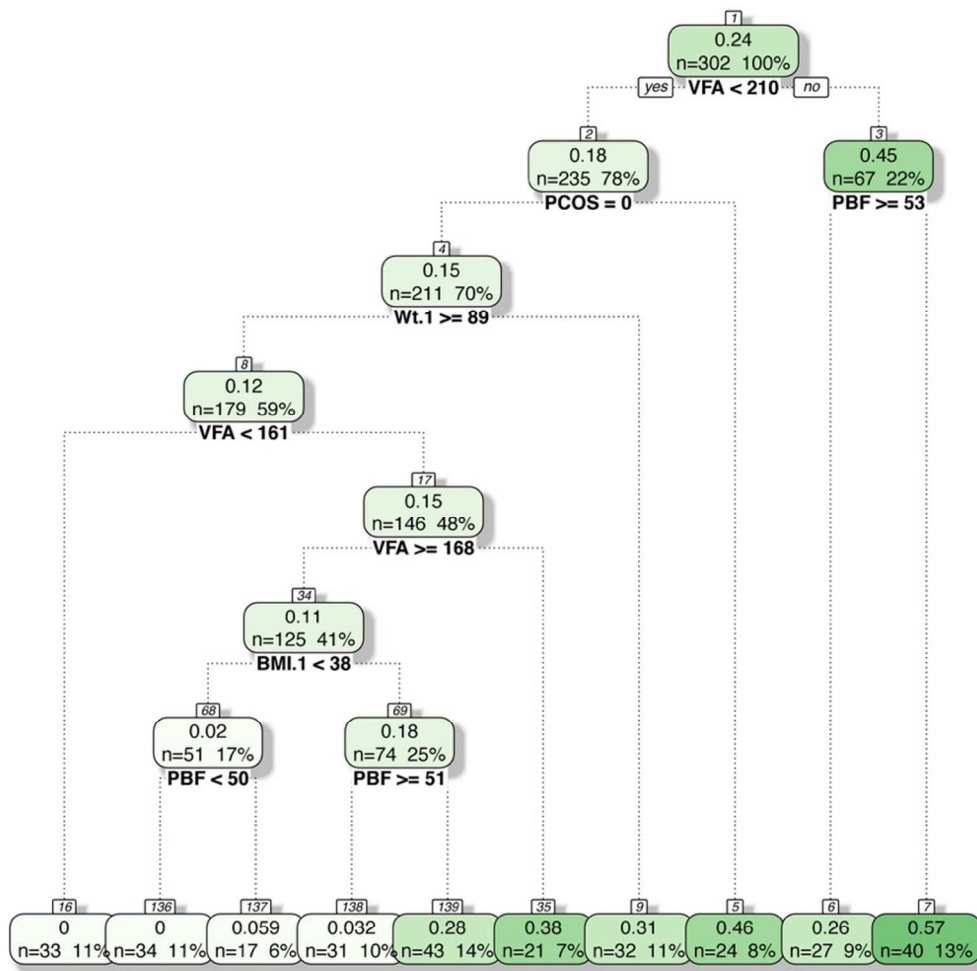 1
0.24
n=302 100%
yes VFA < 210 no
2 3
0.18 0.45
n=235 78% n=67 22%
PCOS = 0 PBF >= 53
4
0.15
n=211 70%
Wt.1 >= 89
8
0.12
n=179 59%
VFA < 161
17
0.15
n=146 48%
VFA >= 168
34
0.11
n=125 41%
BMI.1 < 38
68 69
0.02 0.18
n=51 17% n=74 25%
PBF < 50 PBF >= 51
16 136 137 138 139 35 9 5 6 7
0 0 0.059 0.032 0.28 0.38 0.31 0.46 0.26 0.57
n=33 11% n=34 11% n=17 6% n=31 10% n=43 14% n=21 7% n=32 11% n=24 8% n=27 9% n=40 13%